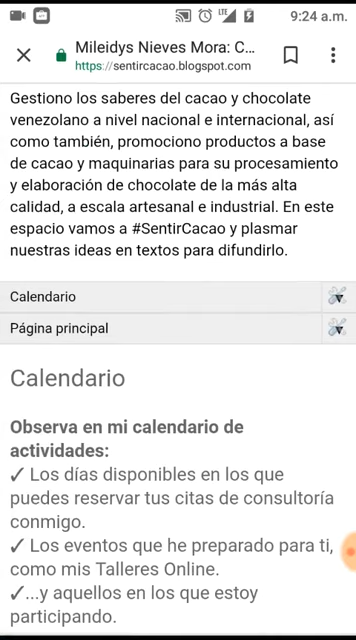 LTE 9:24 a.m.
Mileidys Nieves Mora: C...
https://sentircacao.blogspot.com
Gestiono los saberes del cacao y chocolate
venezolano a nivel nacional e internacional, así
como también, promociono productos a base
de cacao y maquinarias para su procesamiento
y elaboración de chocolate de la más alta
calidad, a escala artesanal e industrial. En este
espacio vamos a #SentirCacao y plasmar
nuestras ideas en textos para difundirlo.
Calendario
Página principal
Calendario
Observa en mi calendario de
actividades:
✓ Los días disponibles en los que
puedes reservar tus citas de consultoría
conmigo.
✓ Los eventos que he preparado para ti,
como mis Talleres Online.
✓...y aquellos en los que estoy
participando.